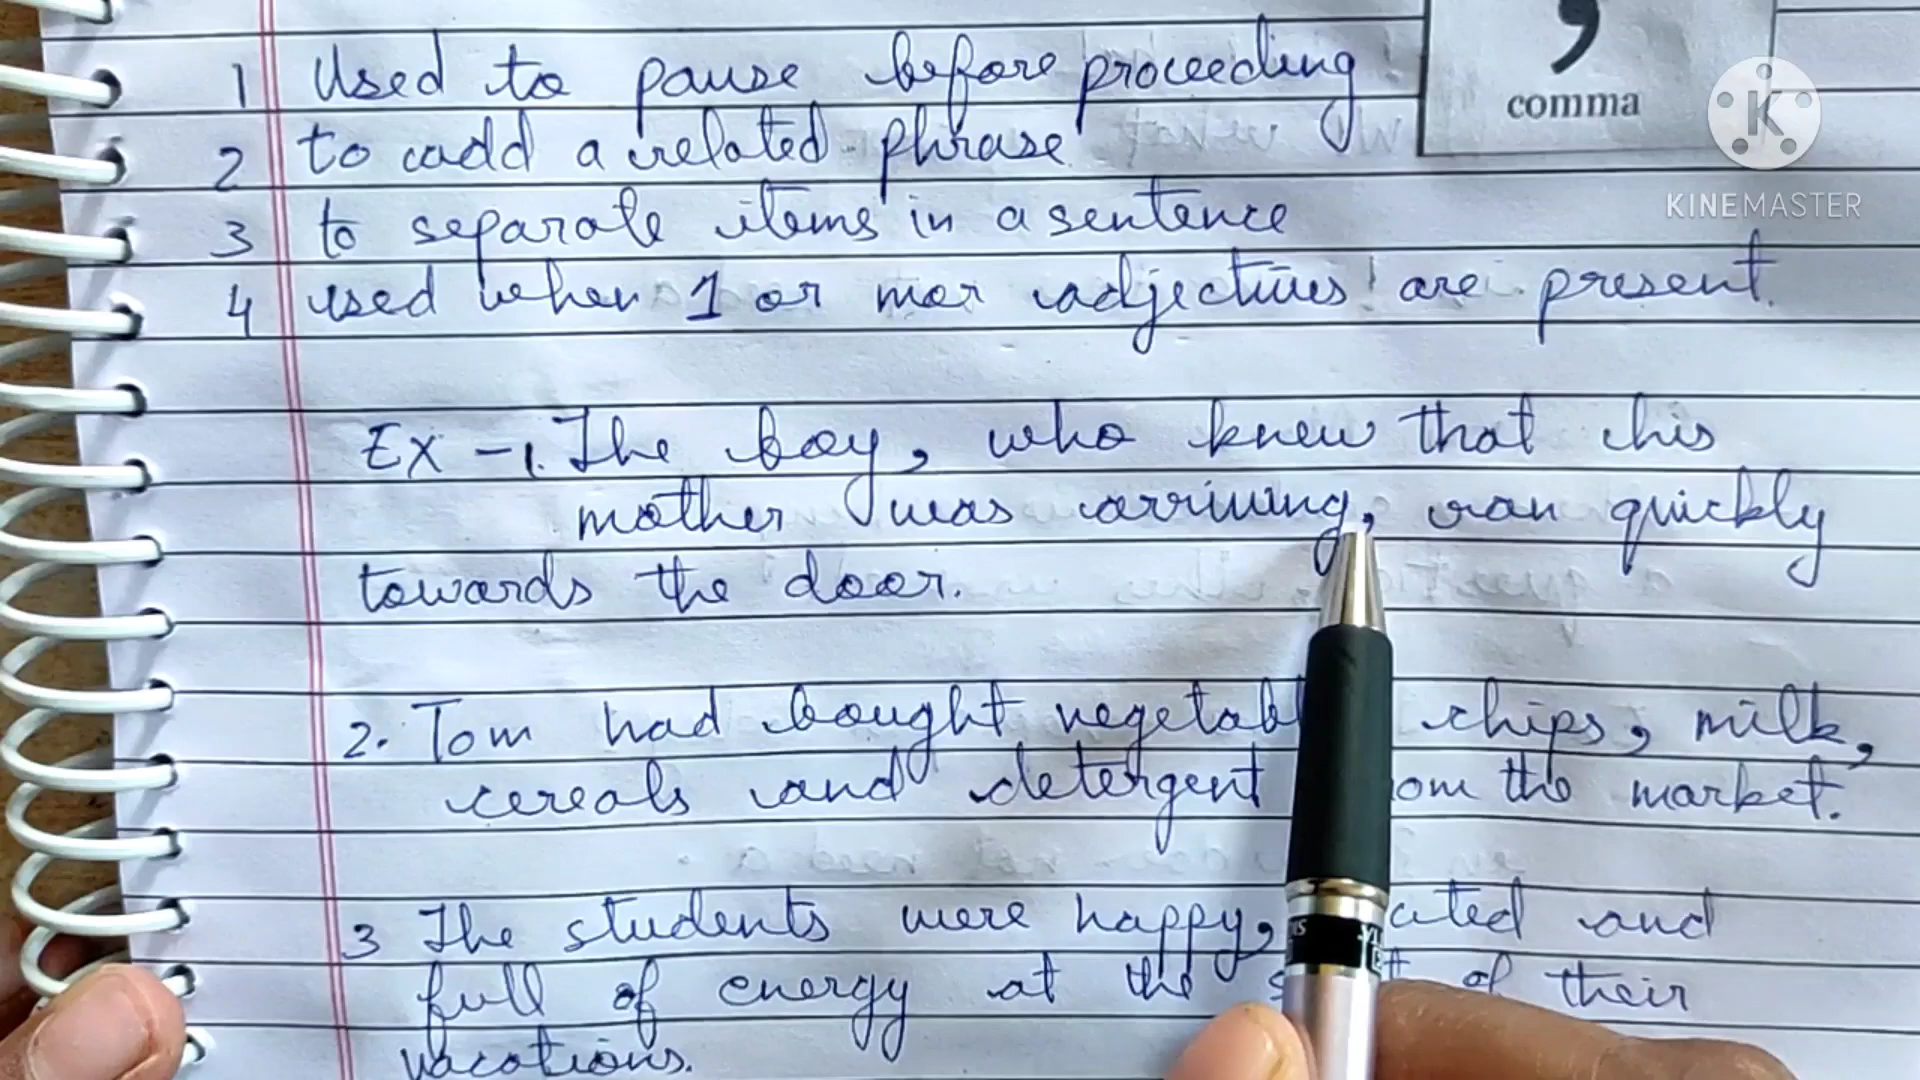 1 Used to pause before proceeding
2 to add a related phrase
3 to separate items in a sentence
4 used when 1 or mor adjectives are present.
,
comma
K
KINEMASTER
EX -1. The boy, who knew that his
mother was arriving, ran quickly
towards the door.
2. Tom had bought chips, milk,
cereals and detergent the market.
3 The students were happy, and
full of energy at the of their
vacations.